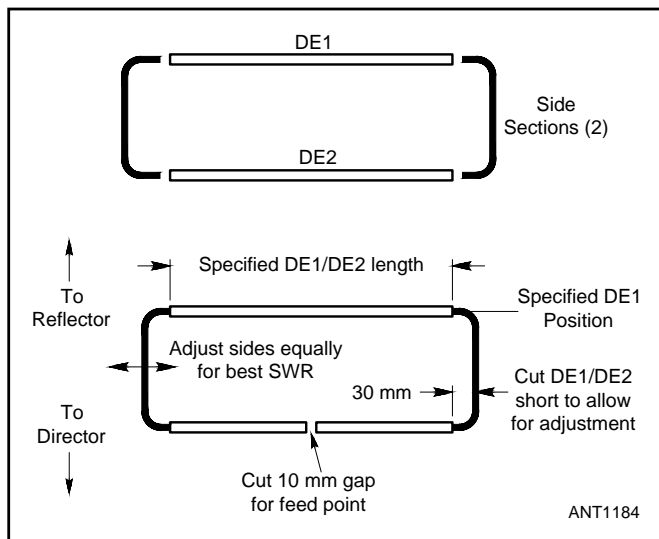 DE1
Side
Sections (2)
DE2
Specified DE1/DE2 length
To
Reflector
Specified DE1
Position
Adjust sides equally
for best SWR
30 mm
Cut DE1/DE2
short to allow
for adjustment
To
Director
Cut 10 mm gap
for feed point
ANT1184